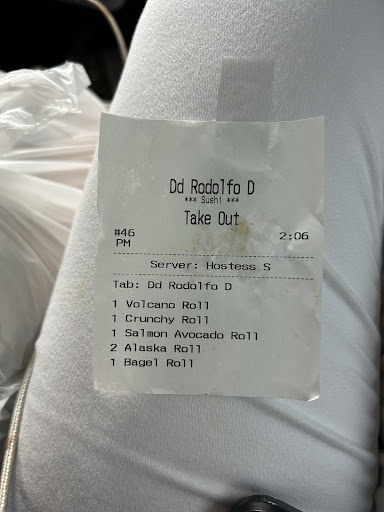 Dd Rodolfo D
*** Sushi ***
Take Out
#46 2:06
PM
Server: Hostess S
Tab: Dd Rodolfo D
1 Volcano Roll
1 Crunchy Roll
1 Salmon Avocado Roll
2 Alaska Roll
1 Bagel Roll